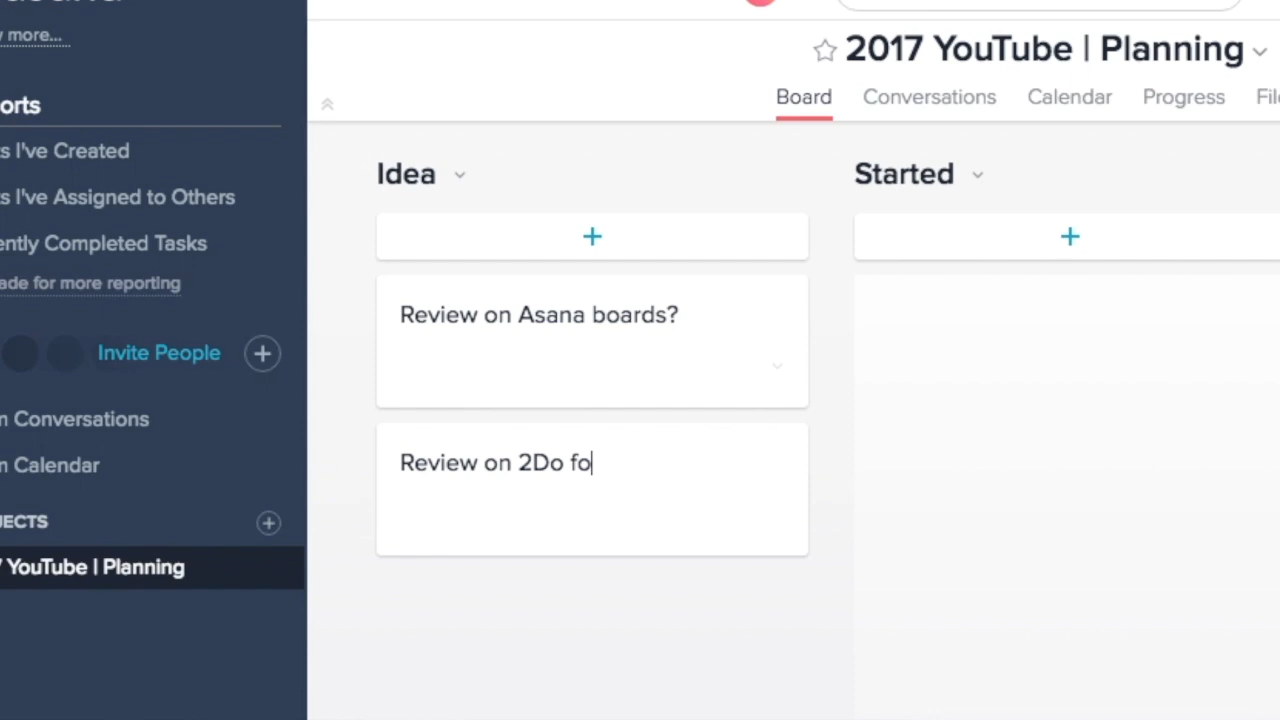 more...
2017 YouTube | Planning
Board Conversations Calendar Progress
orts
s I've Created
Idea Started
s I've Assigned to Others
+ +
ently Completed Tasks
ade for more reporting
Review on Asana boards?
Invite People +
n Conversations
Review on 2Do fo
n Calendar
JECTS +
YouTube | Planning